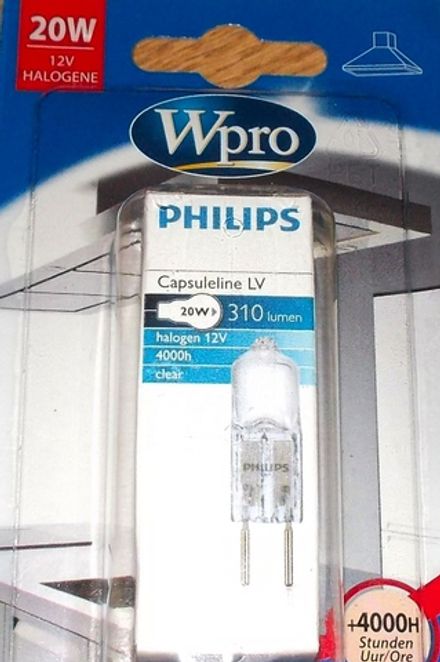 20W
12V
HALOGENE
Wpro
PHILIPS
Capsuleline LV
20W 310 lumen
halogen 12V
4000h
clear
PHILIPS
+4000H
Stunden
Uur/Ore